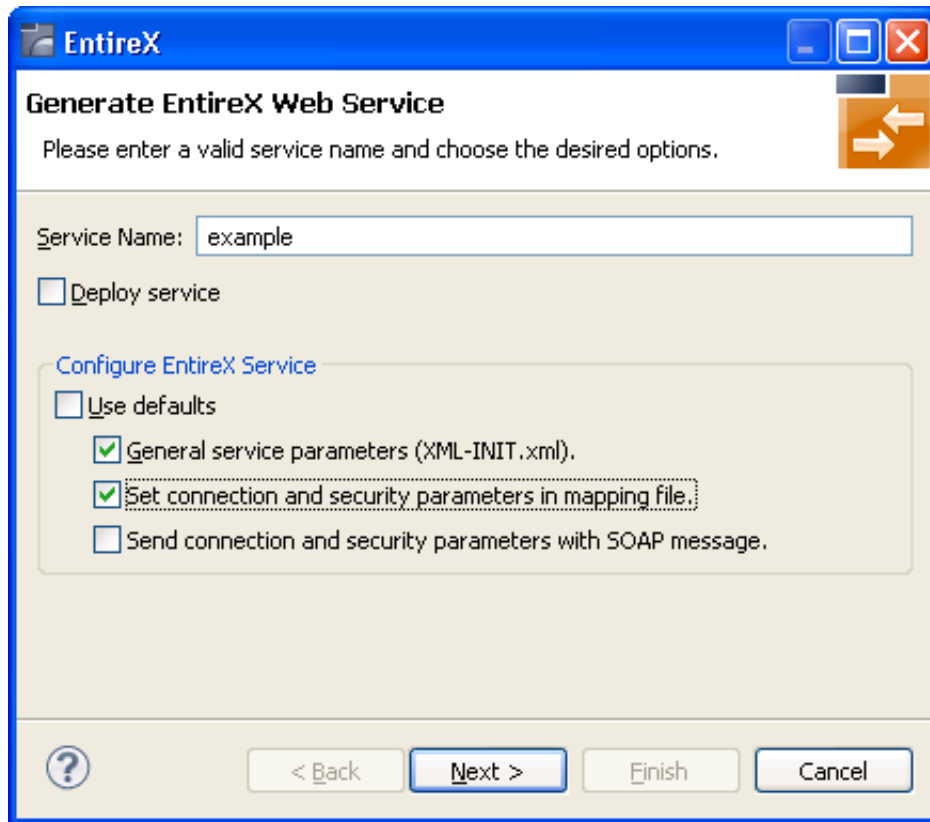 EntireX
Generate EntireX Web Service
Please enter a valid service name and choose the desired options.
Service Name: example
Deploy service
Configure EntireX Service
Use defaults
General service parameters (XML-INIT.xml).
Set connection and security parameters in mapping file.
Send connection and security parameters with SOAP message.
? < Back Next > Finish Cancel